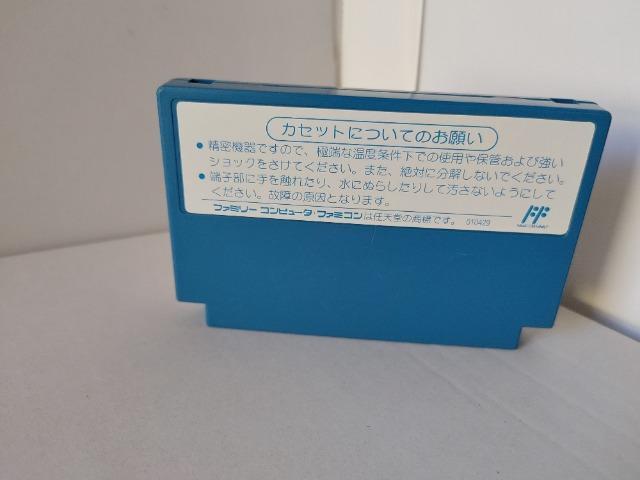 カセットについてのお願い
● 精密機器ですので、極端な温度条件下での使用や保管および強い
ショックをさけてください。また、絶対に分解しないでください。
● 端子部に手を触れたり、水にぬらしたりして汚さないようにして
ください。故障の原因となります。
ファミリー コンピュータ/ファミコンは任天堂の商標です。 010429